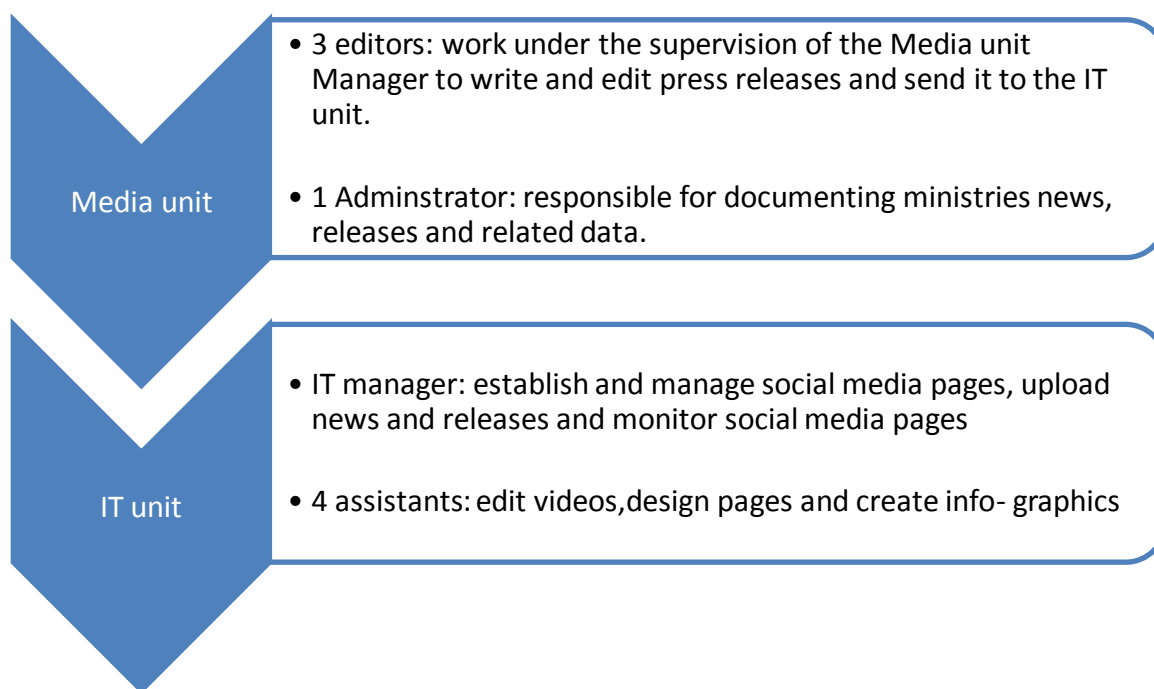 • 3 editors: work under the supervision of the Media unit
Manager to write and edit press releases and send it to the IT
unit.
Media unit
• 1 Adminstrator: responsible for documenting ministries news,
releases and related data.
• IT manager: establish and manage social media pages, upload
news and releases and monitor social media pages
IT unit
• 4 assistants: edit videos,design pages and create info- graphics